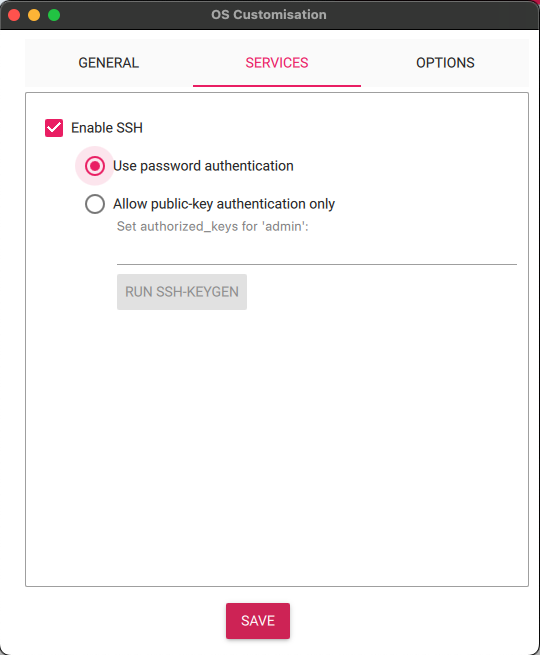 OS Customisation
GENERAL SERVICES OPTIONS
Enable SSH
Use password authentication
Allow public-key authentication only
Set authorized_keys for 'admin':
RUN SSH-KEYGEN
SAVE